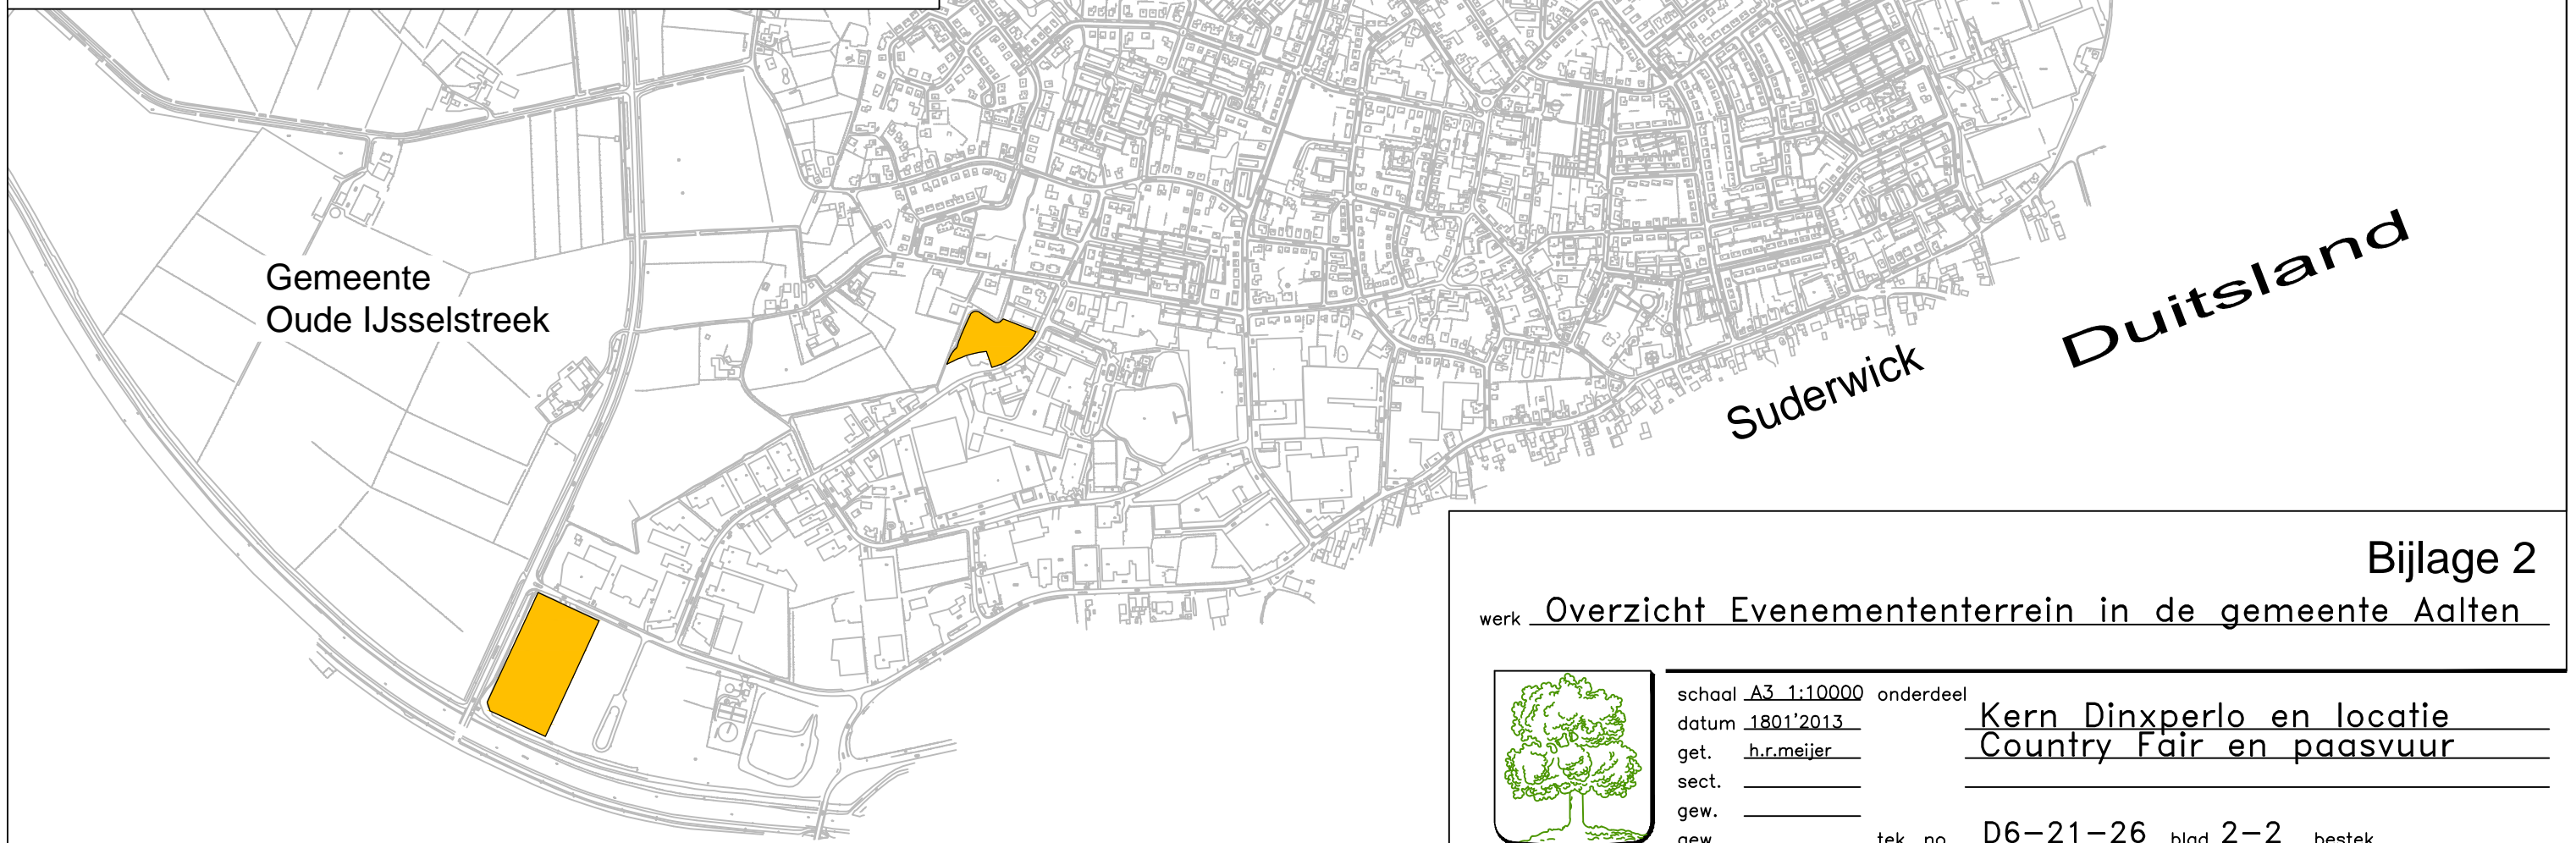 Gemeente
Oude IJsselstreek
Duitsland
Suderwick
Bijlage 2
werk Overzicht Evenemententerrein in de gemeente Aalten
schaal A3 1:10000 onderdeel
Kern Dinxperlo en locatie
datum 1801'2013
Country Fair en paasvuur
get. h.r.meijer
sect.
gew.
gew
tek no D6-21-26 blad 2-2 bestek